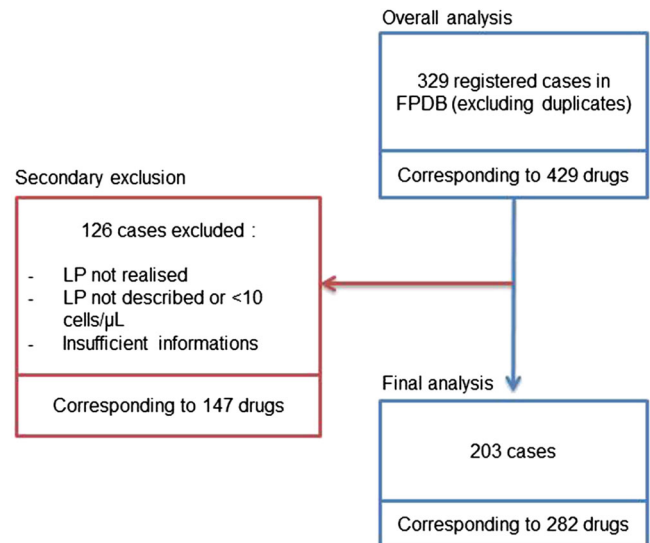 Overall analysis
329 registered cases in
FPDB (excluding duplicates)
Corresponding to 429 drugs
Secondary exclusion
126 cases excluded :
- LP not realised
- LP not described or <10
cells/µL
- Insufficient informations
Corresponding to 147 drugs
Final analysis
203 cases
Corresponding to 282 drugs